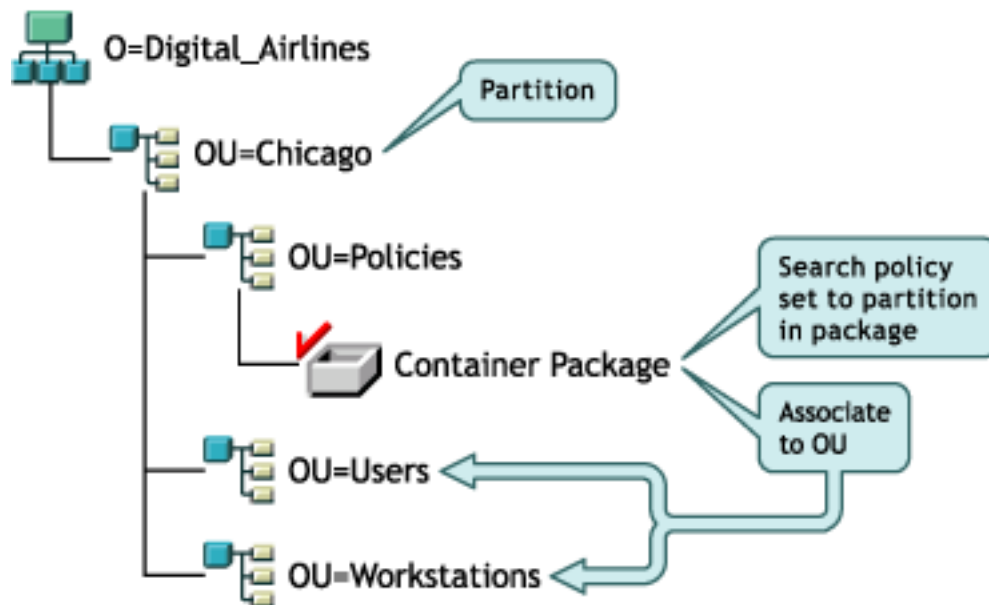 O=Digital_Airlines
Partition
OU=Chicago
OU=Policies
Search policy
set to partition
in package
Container Package
Associate
to OU
OU=Users
OU=Workstations